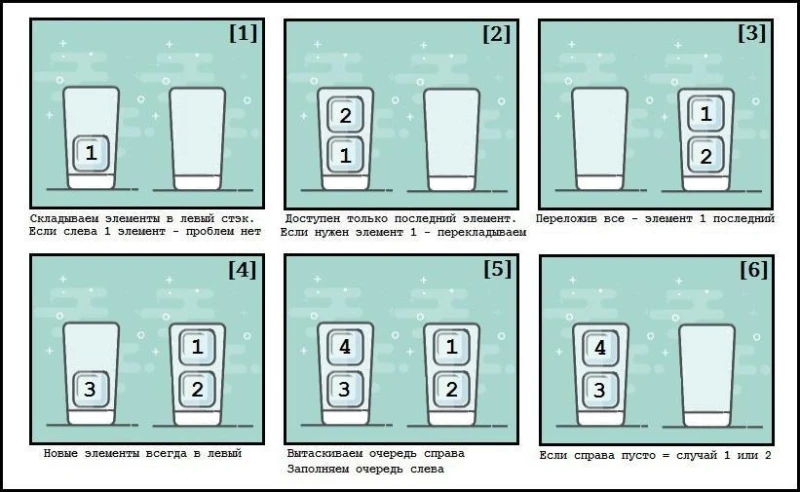 [1]
1
Складываем элементы в левый стэк.
Если слева 1 элемент - проблем нет
[2]
2
1
Доступен только последний элемент.
Если нужен элемент 1 - перекладываем
[3]
1
2
Переложив все - элемент 1 последний
[4]
3
1
2
Новые элементы всегда в левый
[5]
4 1
3 2
Вытаскиваем очередь справа
Заполняем очередь слева
[6]
4
3
Если справа пусто = случай 1 или 2